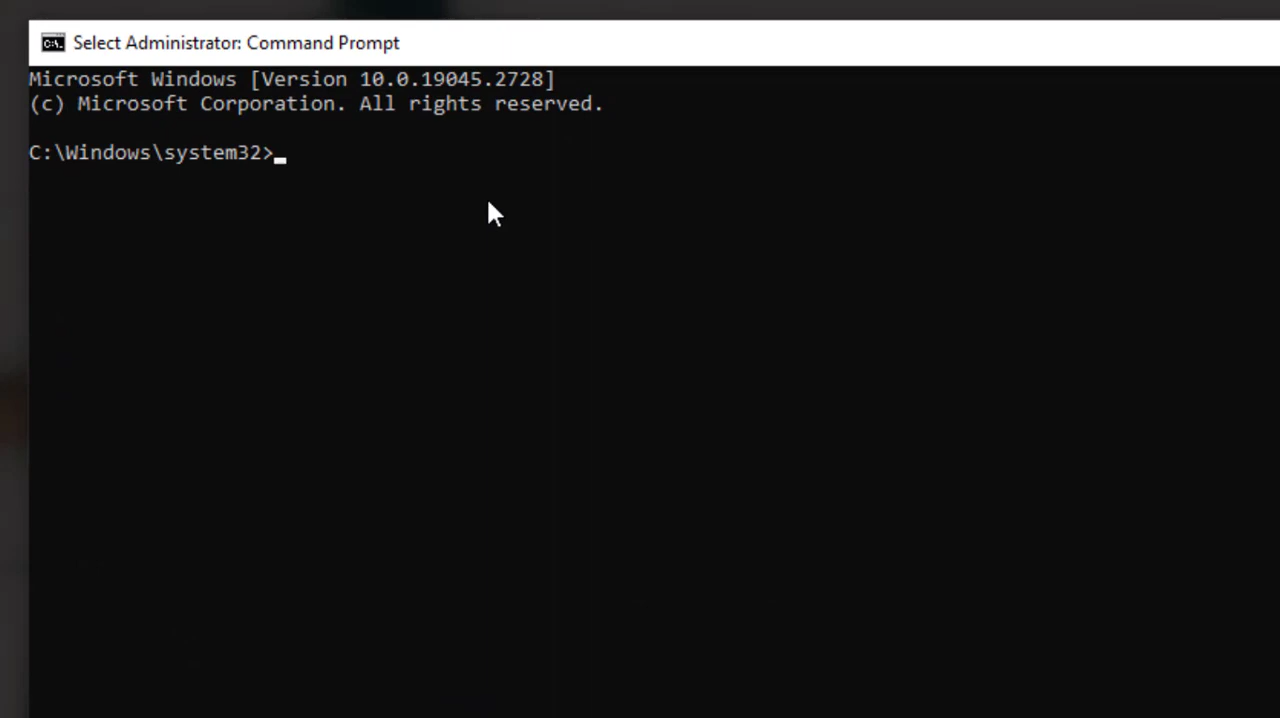 Select Administrator: Command Prompt
Microsoft Windows [Version 10.0.19045.2728]
(c) Microsoft Corporation. All rights reserved.
C:\Windows\system32>